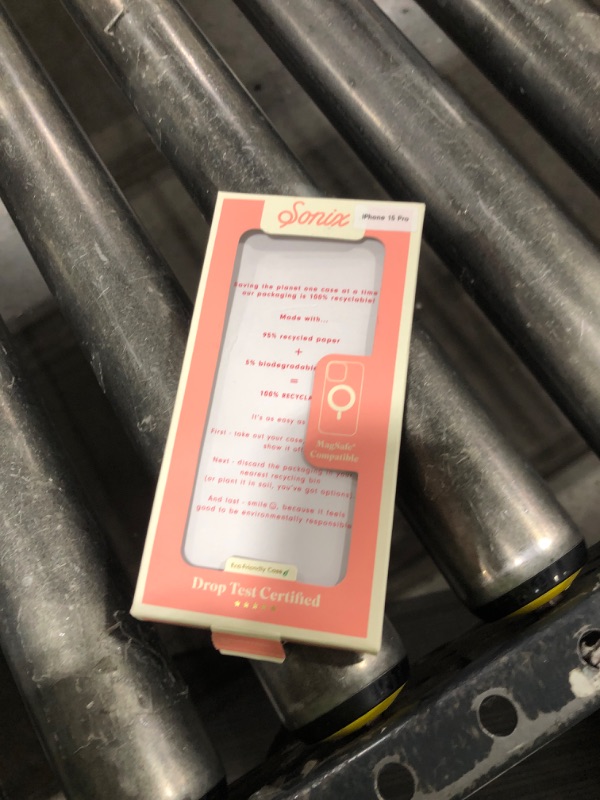 Sonix
iPhone 15 Pro
Saving the planet one case at a time
our packaging is 100% recyclable!
Made with...
95% recycled paper
+
5% biodegradable
=
100% RECYCLA
It's as easy as
First - take out your case,
show it of
Next - discard the packaging in your
nearest recycling bin
(or plant it in soil, you've got options)
And last - smile ☺, because it feels
good to be environmentally responsible
MagSafe®
Compatible
Eco-Friendly Case
Drop Test Certified